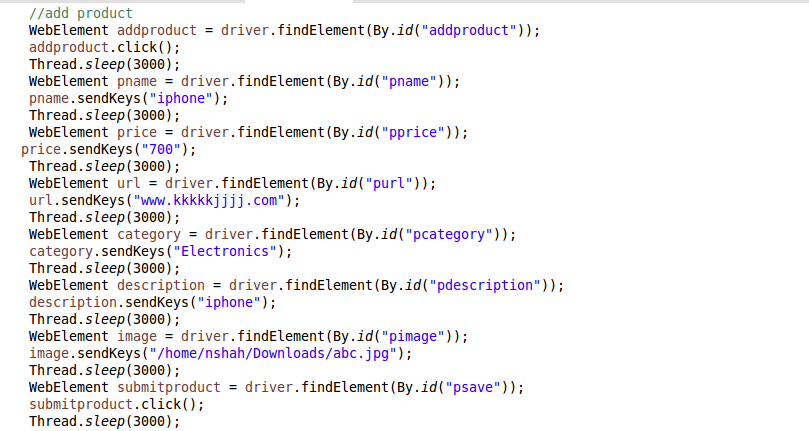 //add product
WebElement addproduct = driver.findElement(By.id("addproduct"));
addproduct.click();
Thread.sleep(3000);
WebElement pname = driver.findElement(By.id("pname"));
pname.sendKeys("iphone");
Thread.sleep(3000);
WebElement price = driver.findElement(By.id("pprice"));
price.sendKeys("700");
Thread.sleep(3000);
WebElement url = driver.findElement(By.id("purl"));
url.sendKeys("www.kkkkkjjjj.com");
Thread.sleep(3000);
WebElement category = driver.findElement(By.id("pcategory"));
category.sendKeys("Electronics");
Thread.sleep(3000);
WebElement description = driver.findElement(By.id("pdescription"));
description.sendKeys("iphone");
Thread.sleep(3000);
WebElement image = driver.findElement(By.id("pimage"));
image.sendKeys("/home/nshah/Downloads/abc.jpg");
Thread.sleep(3000);
WebElement submitproduct = driver.findElement(By.id("psave"));
submitproduct.click();
Thread.sleep(3000);